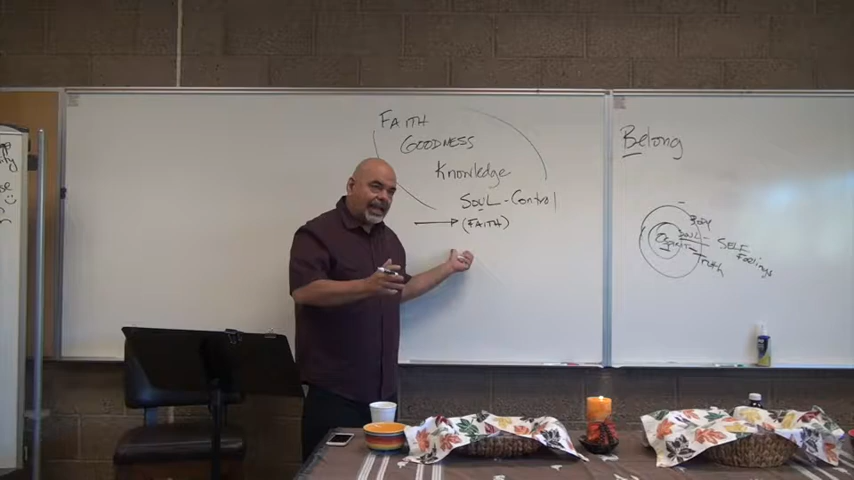 FAITH
GOODNESS
Knowledge
SOUL - Control
(FAITH)
Belong
Body
SOUL = SELF
Spirit - Truth
Feelings